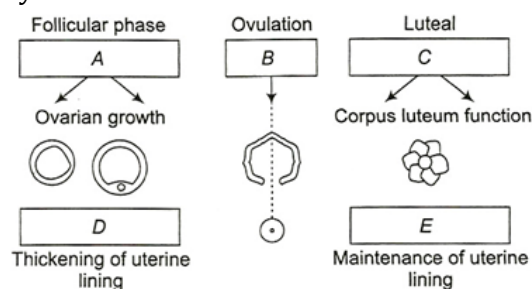 Follicular phase
Ovulation
Luteal
A
B
C
Ovarian growth
Corpus luteum function
D
E
Thickening of uterine
lining
Maintenance of uterine
lining